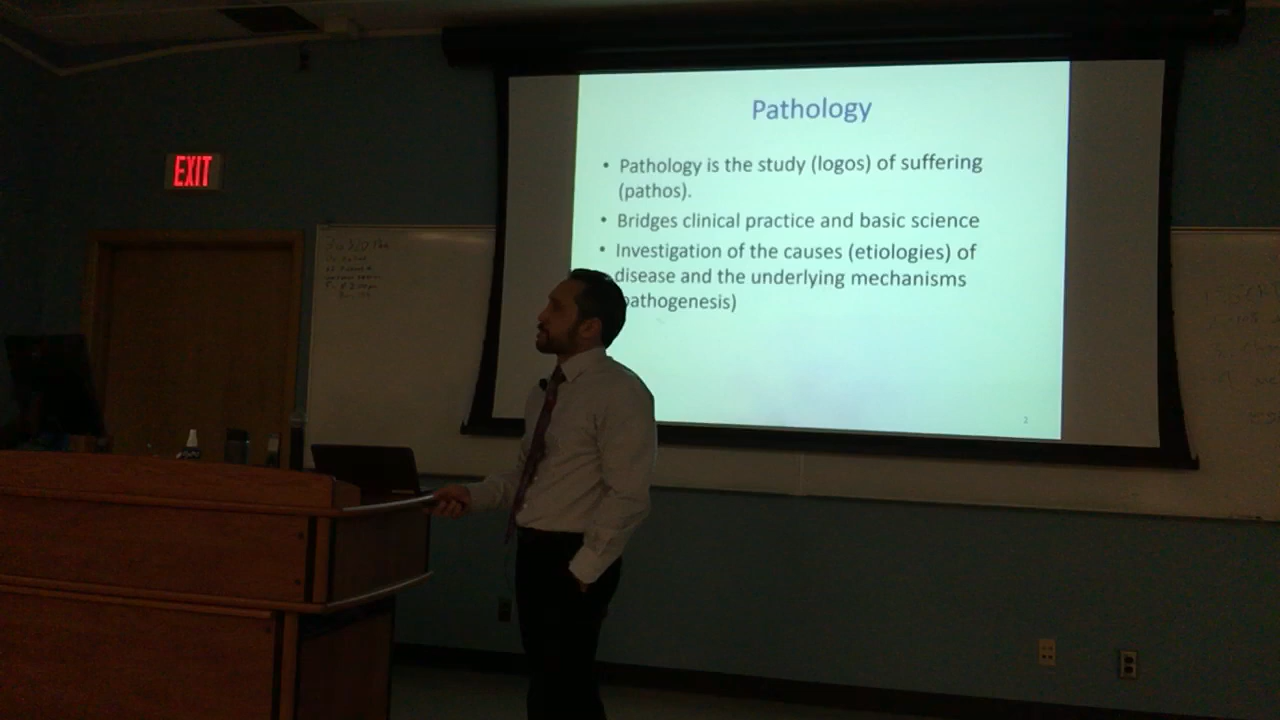 EXIT
Pathology
• Pathology is the study (logos) of suffering
(pathos).
• Bridges clinical practice and basic science
• Investigation of the causes (etiologies) of
disease and the underlying mechanisms
pathogenesis)
2